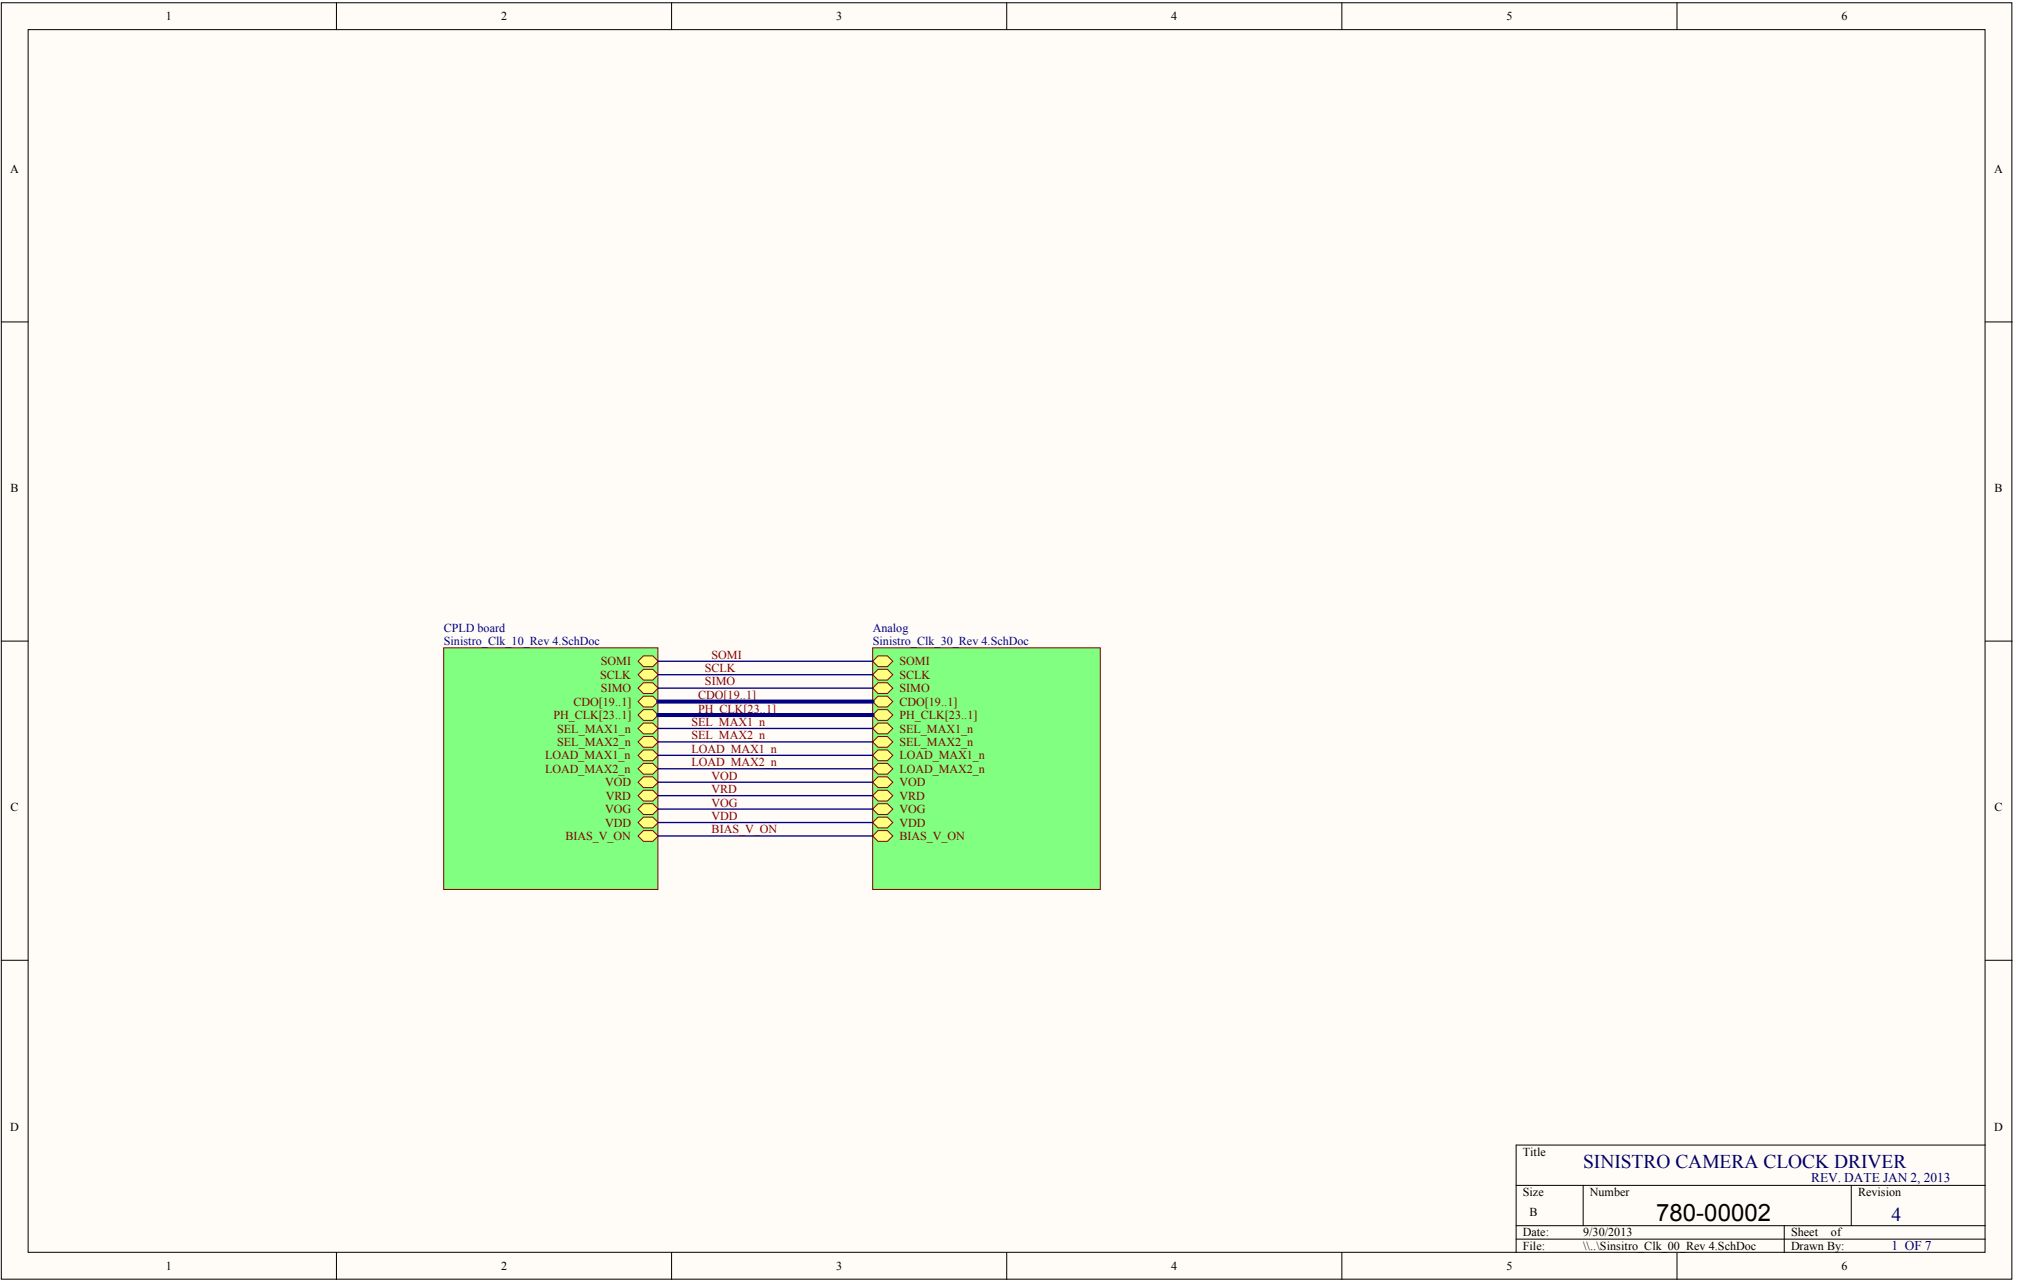 1 2 3 4 5 6
A A
B B
CPLD board
Sinistro_Clk_10_Rev 4.SchDoc
Analog
Sinistro_Clk_30_Rev 4.SchDoc
SOMI SOMI SOMI
SCLK SCLK SCLK
SIMO SIMO SIMO
CDO[19..1] CDO[19..1] CDO[19..1]
PH_CLK[23..1] PH_CLK[23..1] PH_CLK[23..1]
SEL_MAX1_n SEL_MAX1_n SEL_MAX1_n
SEL_MAX2_n SEL_MAX2_n SEL_MAX2_n
LOAD_MAX1_n LOAD_MAX1_n LOAD_MAX1_n
LOAD_MAX2_n LOAD_MAX2_n LOAD_MAX2_n
VOD VOD VOD
VRD VRD VRD
VOG VOG VOG
VDD VDD VDD
BIAS_V_ON BIAS_V_ON BIAS_V_ON
C C
D D
Title SINISTRO CAMERA CLOCK DRIVER
REV. DATE JAN 2, 2013
Size Number Revision
B 780-00002 4
Date: 9/30/2013 Sheet of
File: \\..\Sinsitro_Clk_00_Rev 4.SchDoc Drawn By: 1 OF 7
1 2 3 4 5 6